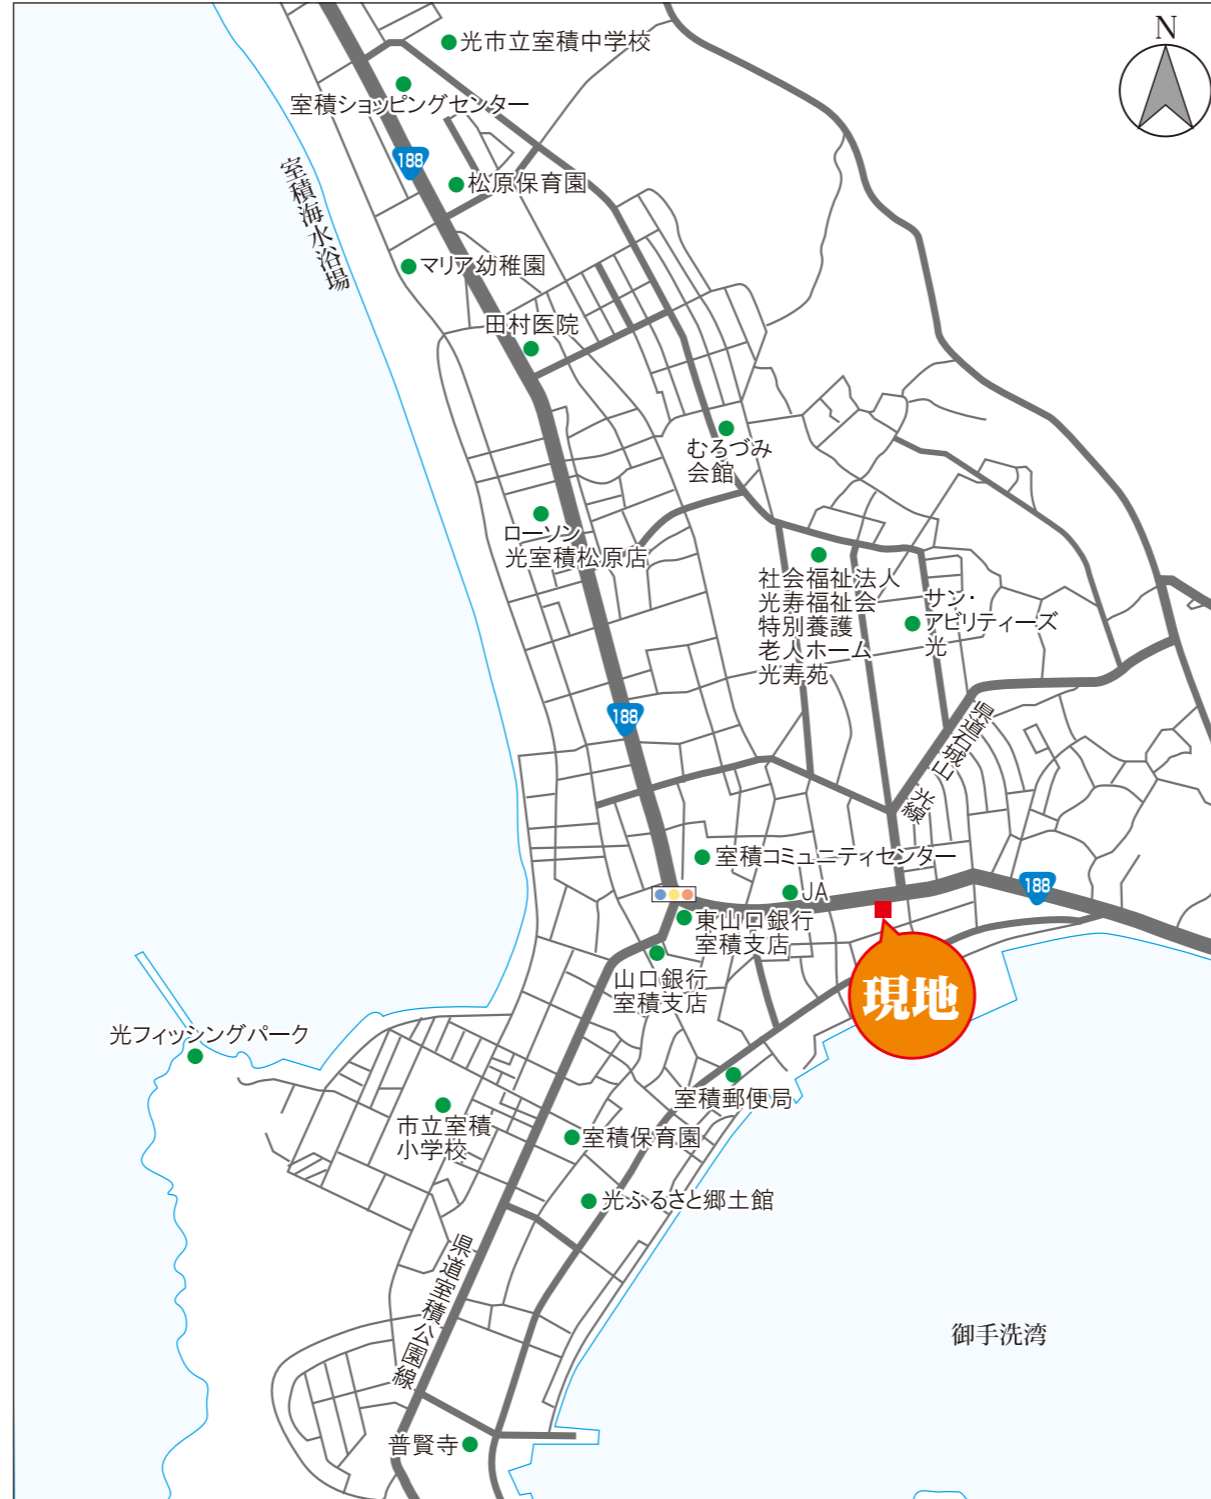 N
光市立室積中学校
室積ショッピングセンター
188
室積海水浴場
松原保育園
マリア幼稚園
田村医院
むろづみ
会館
ローソン
光室積松原店
社会福祉法人
光寿福祉会
特別養護
老人ホーム
光寿苑
サン・
アビリティーズ
光
188
県道石城山
光線
室積コミュニティセンター
JA
188
東山口銀行
室積支店
山口銀行
室積支店
現地
光フィッシングパーク
室積郵便局
市立室積
小学校
室積保育園
光ふるさと郷土館
県道室積公園線
御手洗湾
普賢寺